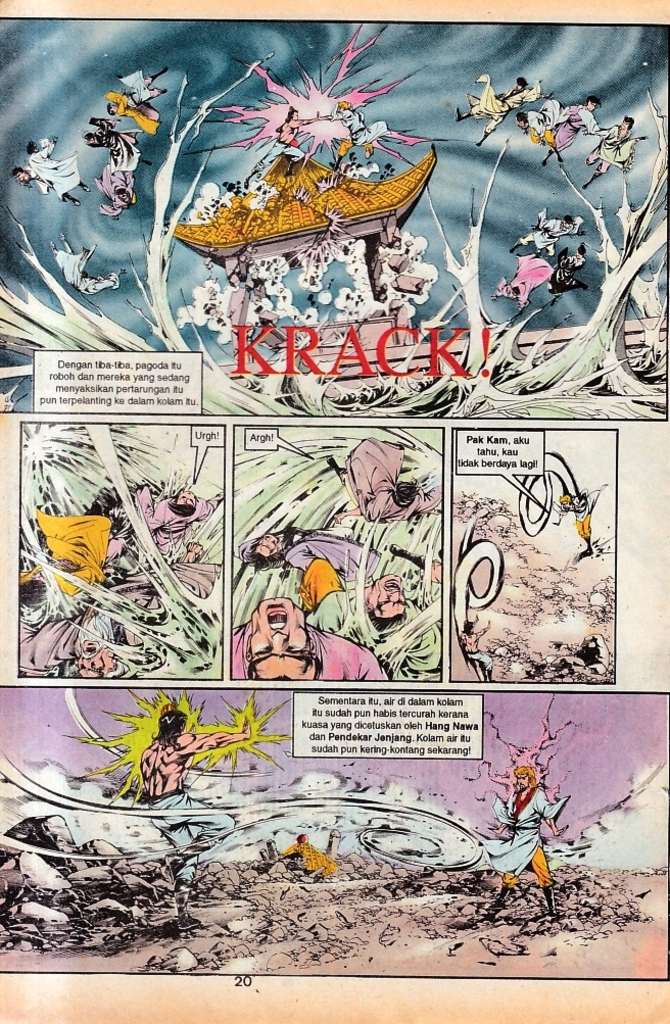 KRACK!
Dengan tiba-tiba, pagoda itu
roboh dan mereka yang sedang
menyaksikan pertarungan itu
pun terpelanting ke dalam kolam itu.
Urgh!
Argh!
Pak Kam, aku
tahu, kau
tidak berdaya lagi!
Sementara itu, air di dalam kolam
itu sudah pun habis tercurah kerana
kuasa yang dicetuskan oleh Hang Nawa
dan Pendekar Jenjang. Kolam air itu
sudah pun kering-kontang sekarang!
20